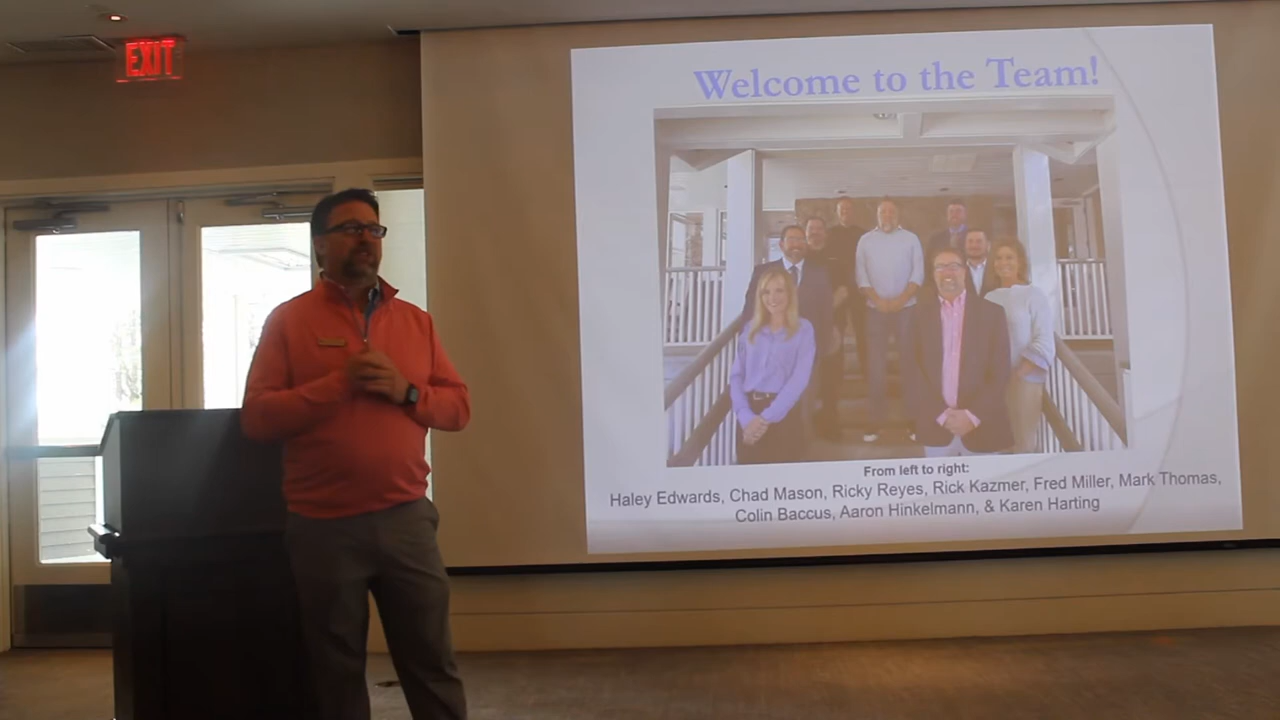 EXIT
Welcome to the Team!
From left to right:
Haley Edwards, Chad Mason, Ricky Reyes, Rick Kazmer, Fred Miller, Mark Thomas,
Colin Baccus, Aaron Hinkelmann, & Karen Harting